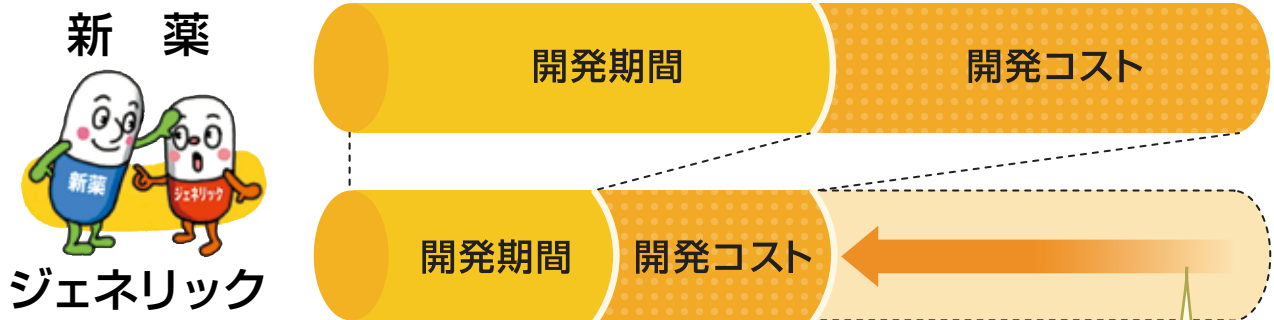 新 薬
開発期間
開発コスト
新薬
ジェネリック
開発期間
開発コスト
ジェネリック